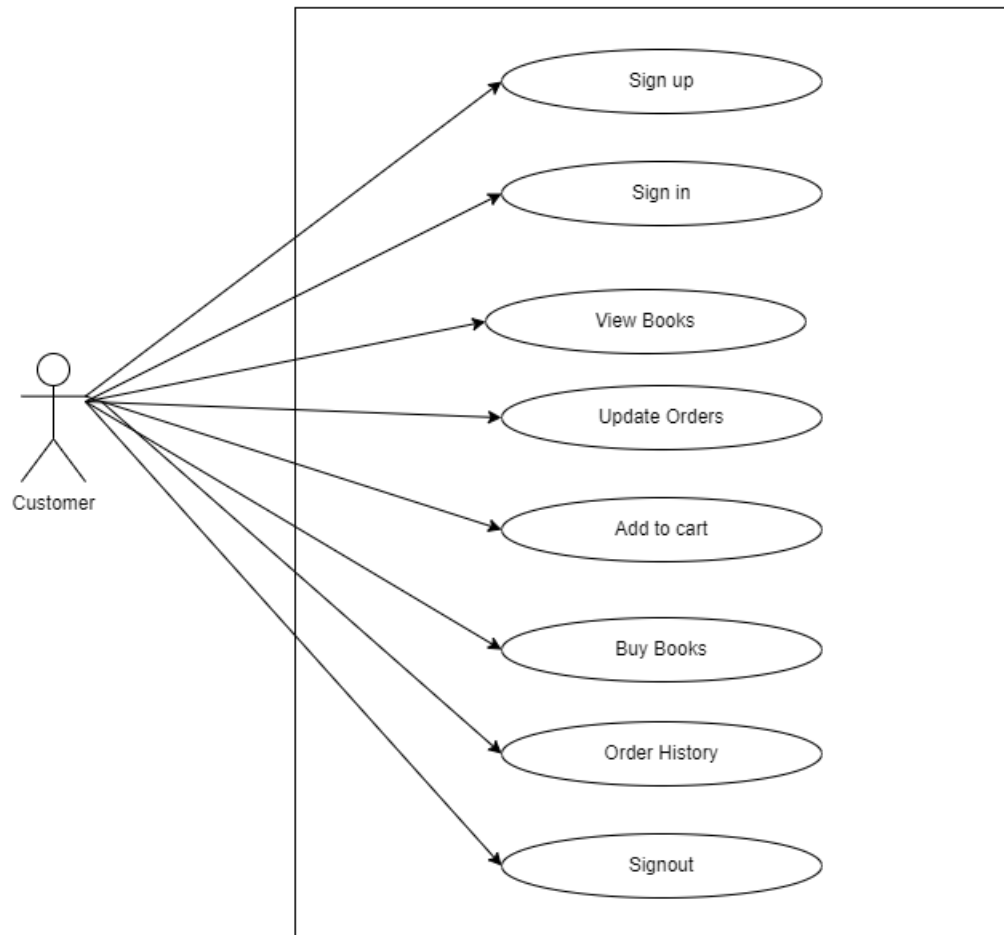 Sign up
Sign in
View Books
Update Orders
Customer
Add to cart
Buy Books
Order History
Signout